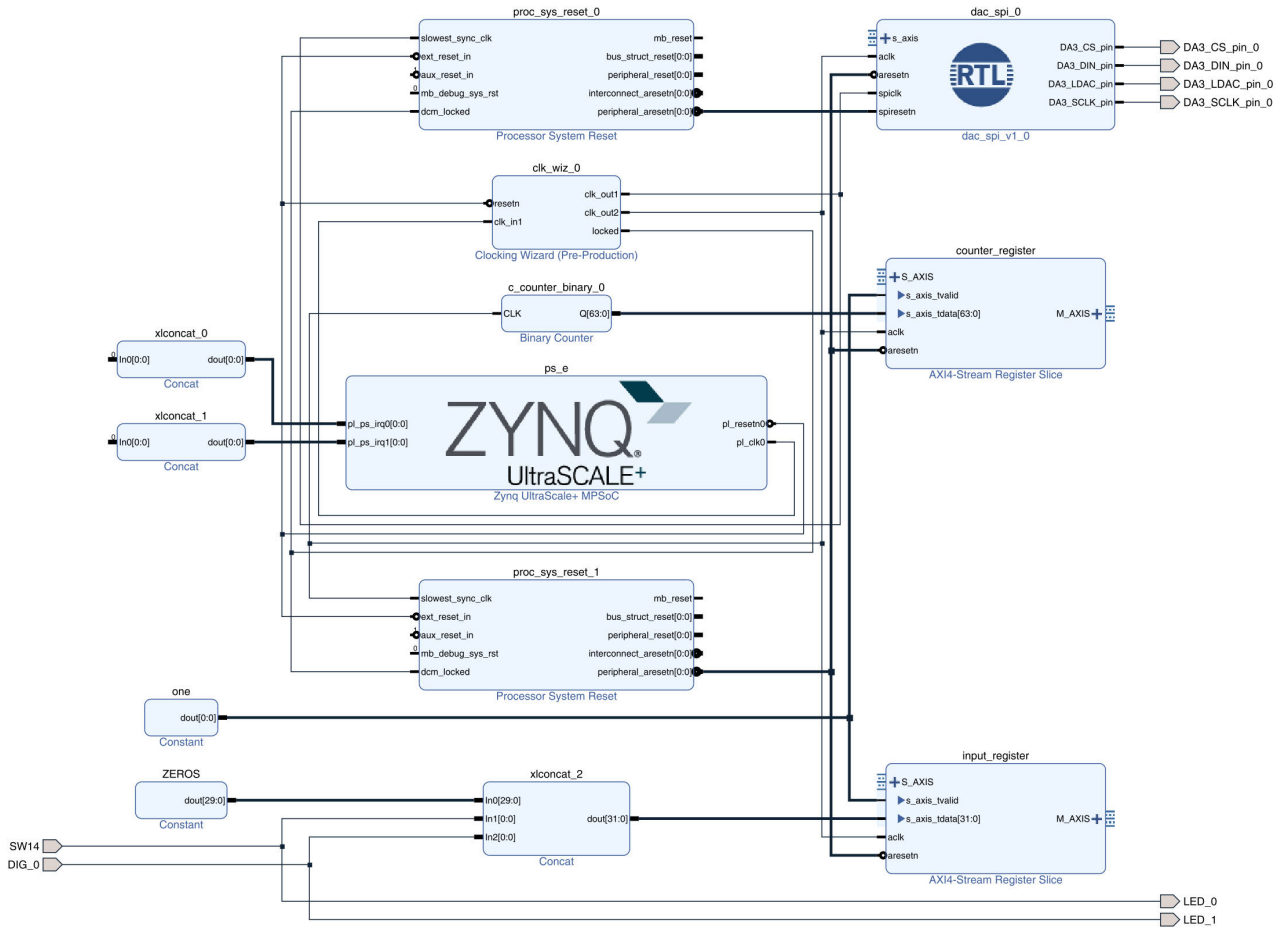 proc_sys_reset_0
slowest_sync_clk
ext_reset_in
1
aux_reset_in
0
mb_debug_sys_rst
dcm_locked
mb_reset
bus_struct_reset[0:0]
peripheral_reset[0:0]
interconnect_aresetn[0:0]
peripheral_aresetn[0:0]
Processor System Reset
dac_spi_0
s_axis
aclk
aresetn
spiclk
spiresetn
RTL
DA3_CS_pin
DA3_DIN_pin
DA3_LDAC_pin
DA3_SCLK_pin
dac_spi_v1_0
DA3_CS_pin_0
DA3_DIN_pin_0
DA3_LDAC_pin_0
DA3_SCLK_pin_0
clk_wiz_0
resetn
clk_in1
clk_out1
clk_out2
locked
Clocking Wizard (Pre-Production)
counter_register
S_AXIS
s_axis_tvalid
s_axis_tdata[63:0]
aclk
aresetn
M_AXIS
AXI4-Stream Register Slice
c_counter_binary_0
CLK
Q[63:0]
Binary Counter
xlconcat_0
0
In0[0:0]
dout[0:0]
Concat
xlconcat_1
0
In0[0:0]
dout[0:0]
Concat
ps_e
pl_ps_irq0[0:0]
pl_ps_irq1[0:0]
ZYNQ®
UltraSCALE+
pl_resetn0
pl_clk0
Zynq UltraScale+ MPSoC
proc_sys_reset_1
slowest_sync_clk
ext_reset_in
1
aux_reset_in
0
mb_debug_sys_rst
dcm_locked
mb_reset
bus_struct_reset[0:0]
peripheral_reset[0:0]
interconnect_aresetn[0:0]
peripheral_aresetn[0:0]
Processor System Reset
one
dout[0:0]
Constant
ZEROS
dout[29:0]
Constant
xlconcat_2
In0[29:0]
In1[0:0]
In2[0:0]
dout[31:0]
Concat
input_register
S_AXIS
s_axis_tvalid
s_axis_tdata[31:0]
aclk
aresetn
M_AXIS
AXI4-Stream Register Slice
SW14
DIG_0
LED_0
LED_1